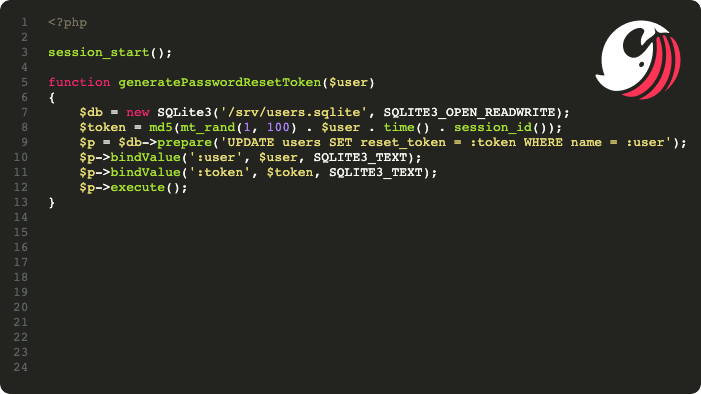 1 <?php
2
3 session_start();
4
5 function generatePasswordResetToken($user)
6 {
7     $db = new SQLite3('/srv/users.sqlite', SQLITE3_OPEN_READWRITE);
8     $token = md5(mt_rand(1, 100) . $user . time() . session_id());
9     $p = $db->prepare('UPDATE users SET reset_token = :token WHERE name = :user');
10     $p->bindValue(':user', $user, SQLITE3_TEXT);
11     $p->bindValue(':token', $token, SQLITE3_TEXT);
12     $p->execute();
13 }
14
15
16
17
18
19
20
21
22
23
24